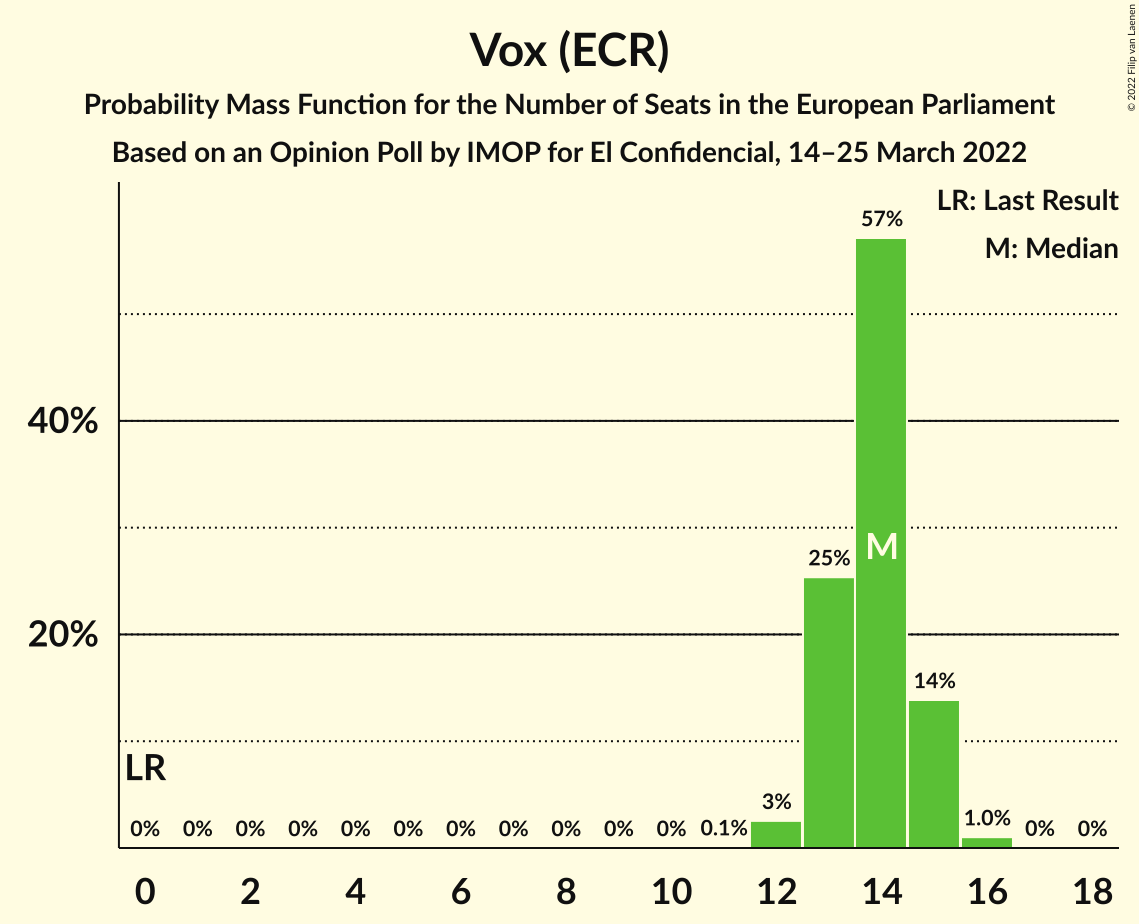 Vox (ECR)
Probability Mass Function for the Number of Seats in the European Parliament
Based on an Opinion Poll by IMOP for El Confidencial, 14–25 March 2022
© 2022 Filip van Laenen
LR: Last Result
M: Median
57%
40%
M
25%
20%
14%
LR
0% 0% 0% 0% 0% 0% 0% 0% 0% 0% 0% 0.1% 3% 1.0% 0% 0%
0 2 4 6 8 10 12 14 16 18